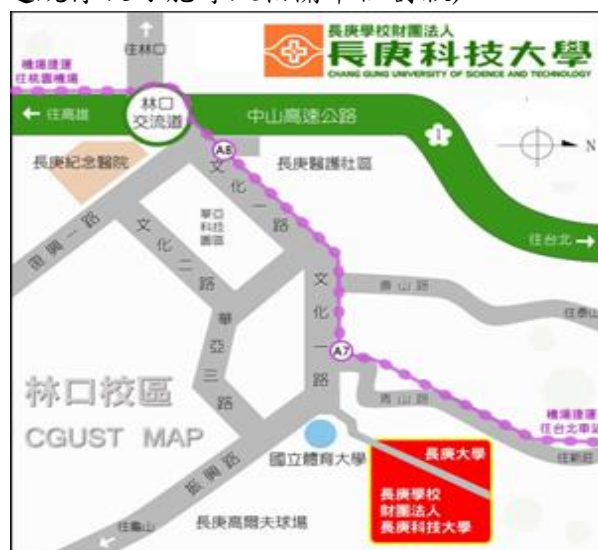 往林口
機場捷運
往桃園機場
長庚學校財團法人
長庚科技大學
CHANG GUNG UNIVERSITY OF SCIENCE AND TECHNOLOGY
←往高雄
林口
交流道
中山高速公路
1
N
長庚紀念醫院
A8
長庚醫護社區
文化一路
復興一路
文化二路
華亞
科技
園區
往台北→
文化一路
壽山路
往泰山
華亞三路
A7
林口校區
CGUST MAP
青山路
機場捷運
往台北車站
往新莊
國立體育大學
長庚大學
長庚學校
財團法人
長庚科技大學
振興路
往龜山
長庚高爾夫球場